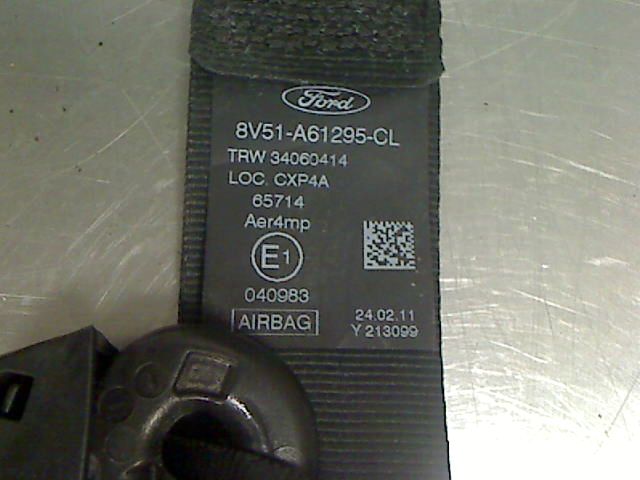 Ford
8V51-A61295-CL
TRW 34060414
LOC. CXP4A
65714
Aer4mp
E1
040983
AIRBAG
24.02.11
Y 213099